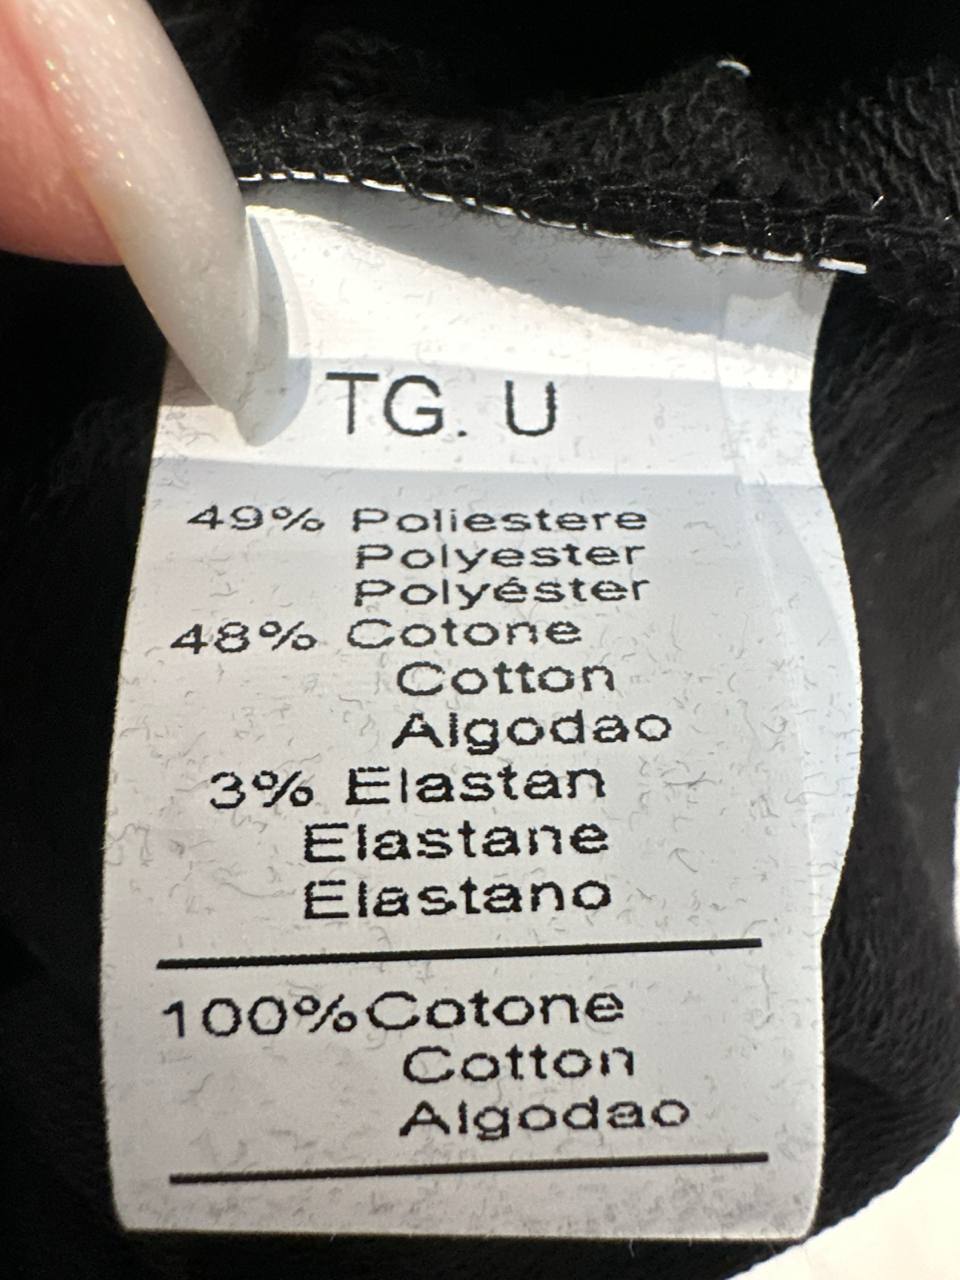 TG. U
49% Poliestere
Polyester
Polyéster
48% Cotone
Cotton
Algodao
3% Elastan
Elastane
Elastano
100% Cotone
Cotton
Algodao